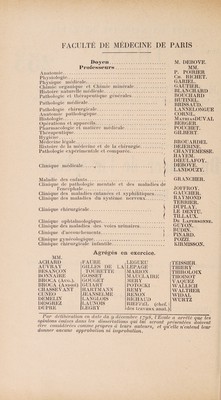 FACULTÉ DE MÉDECINE DE PARIS
Doyen M. DEBOVE.
Professeurs MM.
Anatomie P. POIRIER
Physiologie CH. RICHET.
Physique médicale GARIEL.
Chimie organique et Chimie minérale GAUTIER.
Histoire naturelle médicale BLANCHARD
Pathologie et thérapeutique générales BOUCHARD
Pathologie médicale HUTINEL.
BRISSAUD.
Pathologie chirurgicale LANNELONGUE
Anatomie pathologique CORNIL.
Histologie MATHIAS DUVAL
Opérations et appareils BERGER
Pharmacologie et matière médicale POUCHET.
Thérapeutique GILBERT.
Hygiène
Médecine légale BROUARDEL.
Histoire de la médecine et de la chirurgie DEJERINE.
Pathologie expérimentale et comparée CHANTEMESSE.
Clinique médicale HAYEM.
DIEULAFOY.
DEBOVE.
LANDOUZY.
Maladie des enfants GRANCHER.
Clinique de pathologie mentale et des maladies de l'encéphale JOFFROY.
Clinique des maladies cutanées et syphilitiques GAUCHER.
Clinique des maladies du système nerveux RAYMOND
Clinique chirurgicale TERRIER.
DUPLAY.
LE DENTU.
TILLAUX.
Clinique ophtalmologique DE LAPERSONNE.
Clinique des maladies des voies urinaires GUYON.
Clinique d'accouchements BUDIN.
PINARD.
Clinique gynécologique POZZI.
Clinique chirurgicale infantile KIRMISSON.
Agrégés en exercice.
MM.
ACHARD FAURE LEGUEU TEISSIER
AUVRAY GILLES DE LA LEPAGE THIERY
BESANÇON TOURETTE MARION THIROLOIX
BONNAIRE GOSSET MAUCLAIRE THOINOT
BROCA (Aug.) GOUGET MERY VAQUEZ
BROCA (André) GUIART POTOCKI WALLICH
CHASSEVANT HARTMANN REMY WALTHER
CUNEO JEANSELME RENON WIDAL
DEMELIN LANGLOIS RICHAUD WURTZ
DESGREZ LAUNOIS RIEFFEL (chef.
DUPRE LEGRY des travaux anat.)
Par délibération en date du 9 décembre 1798, l'École a arrêté que les
opinions émises dans les dissertations qui lui seront présentées doivent
être considérées comme propres à leurs auteurs, et qu'elle n'entend leur
donner aucune approbation ni improbation.